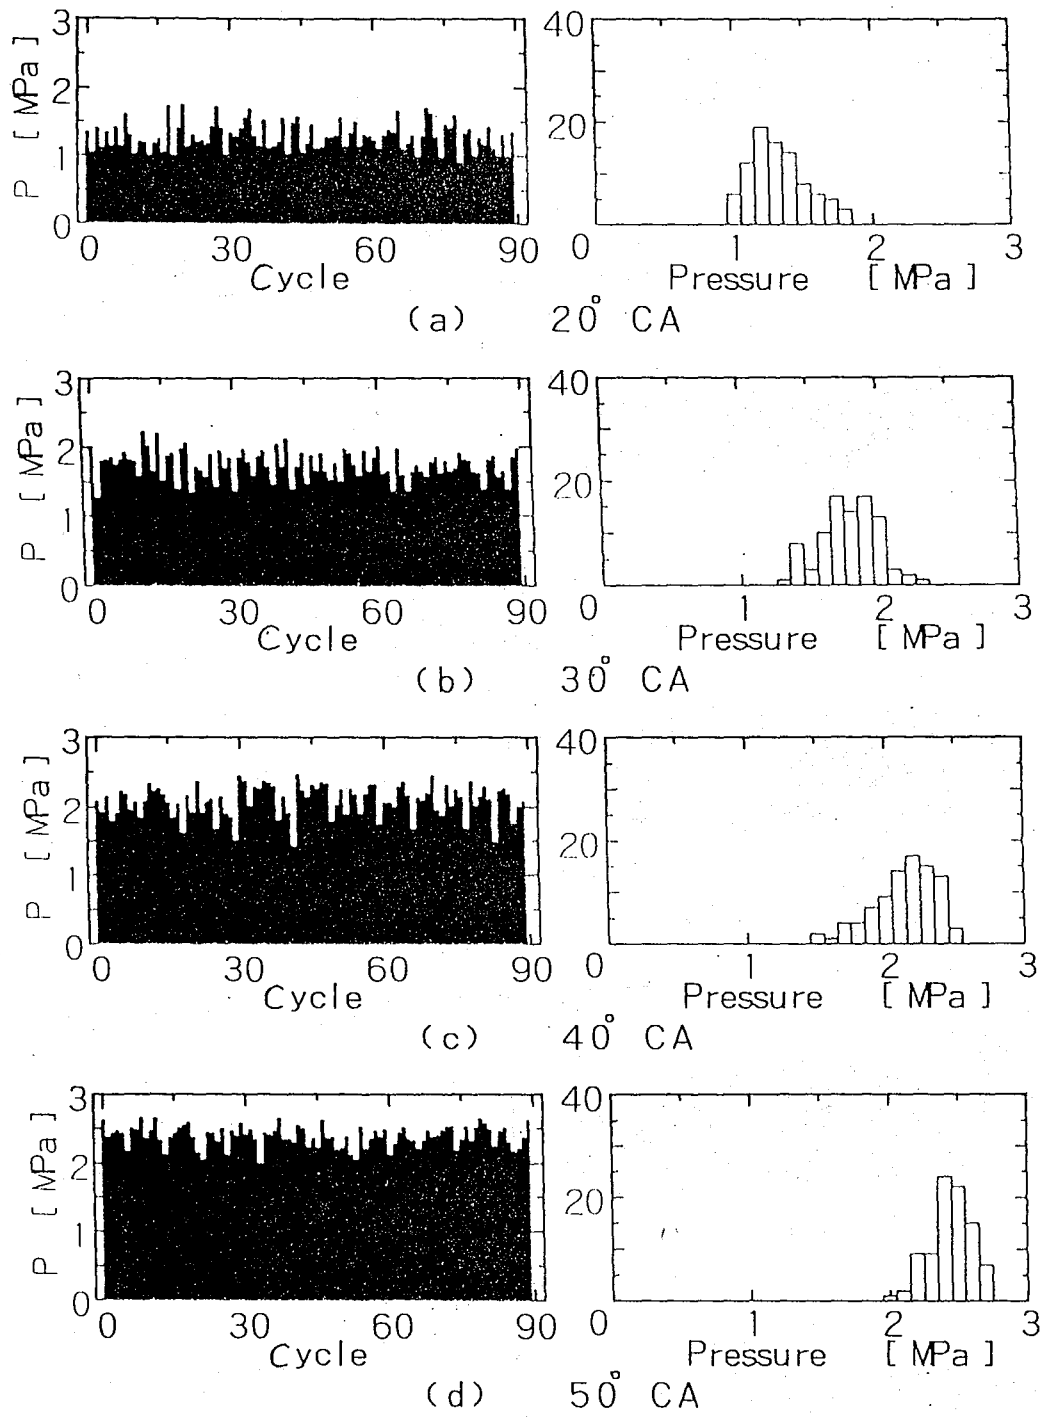 3 40
P [MPa] 2
1 20
0
0 30 60 90 0 1 2 3
Cycle Pressure [MPa]
(a) 20° CA
3 40
P [MPa] 2
1 20
0
0 30 60 90 0 1 2 3
Cycle Pressure [MPa]
(b) 30° CA
3 40
P [MPa] 2
1 20
0
0 30 60 90 0 1 2 3
Cycle Pressure [MPa]
(c) 40° CA
3 40
P [MPa] 2
1 20
0
0 30 60 90 0 1 2 3
Cycle Pressure [MPa]
(d) 50° CA